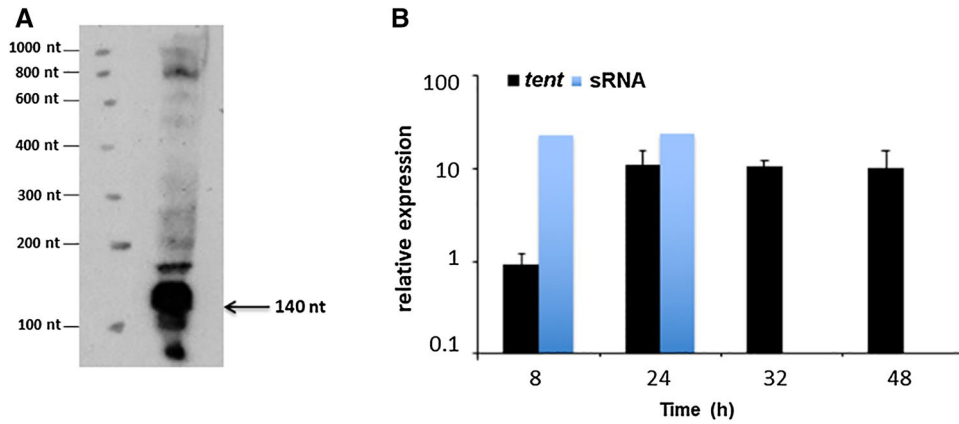 A
1000 nt
800 nt
600 nt
400 nt
300 nt
200 nt
100 nt
140 nt
B
tent sRNA
relative expression
100
10
1
0.1
8 24 32 48
Time (h)